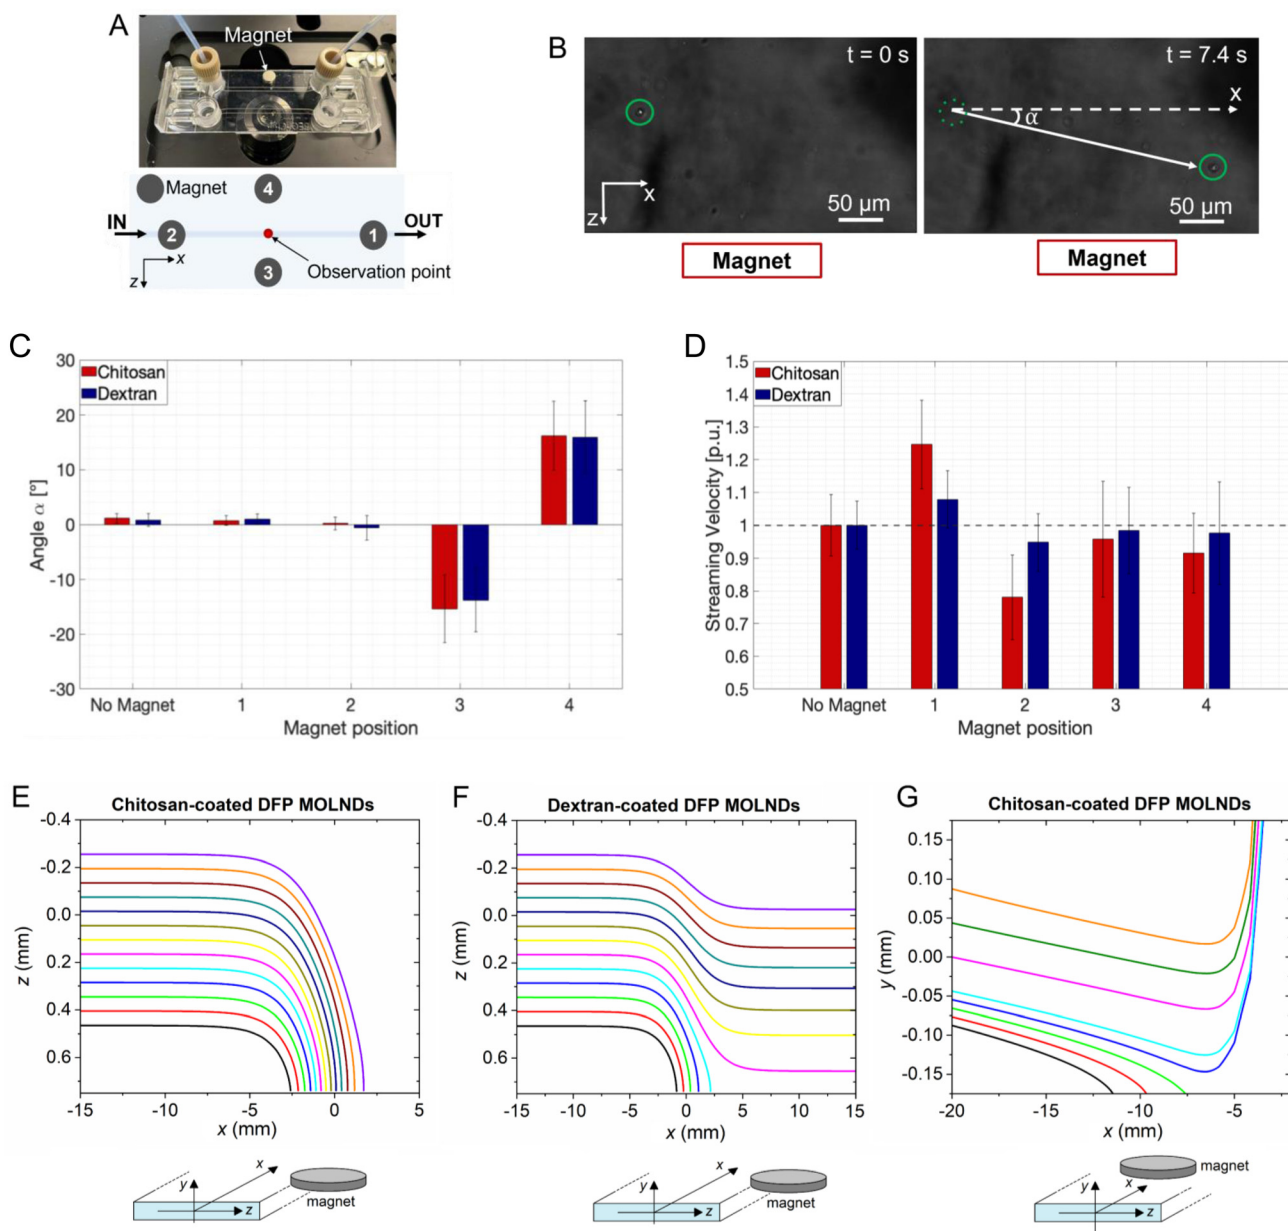 A
Magnet
Magnet
4
IN
OUT
2
1
x
z
3
Observation point
B
t = 0 s
x
z
50 µm
Magnet
t = 7.4 s
x
α
50 µm
Magnet
C
Chitosan
Dextran
30
20
10
0
-10
-20
-30
Angle α [°]
No Magnet 1 2 3 4
Magnet position
D
Chitosan
Dextran
1.5
1.4
1.3
1.2
1.1
1
0.9
0.8
0.7
0.6
0.5
Streaming Velocity [p.u.]
No Magnet 1 2 3 4
Magnet position
E
Chitosan-coated DFP MOLNDs
-0.4
-0.2
0.0
0.2
0.4
0.6
z (mm)
-15 -10 -5 0 5
x (mm)
y
x
z
magnet
F
Dextran-coated DFP MOLNDs
-0.4
-0.2
0.0
0.2
0.4
0.6
z (mm)
-15 -10 -5 0 5 10 15
x (mm)
y
x
z
magnet
G
Chitosan-coated DFP MOLNDs
0.15
0.10
0.05
0.00
-0.05
-0.10
-0.15
y (mm)
-20 -15 -10 -5
x (mm)
y
x
z
magnet